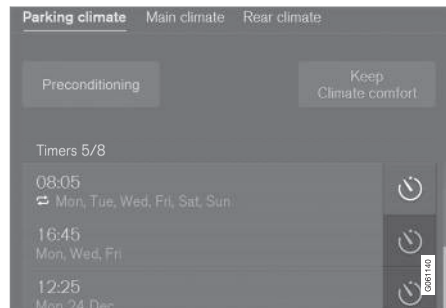 Parking climate Main climate Rear climate
Preconditioning
Keep
Climate comfort
Timers 5/8
08:05
Mon, Tue, Wed, Fri, Sat, Sun
16:45
Mon, Wed, Fri
12:25
Mon 24 Dec
G061140